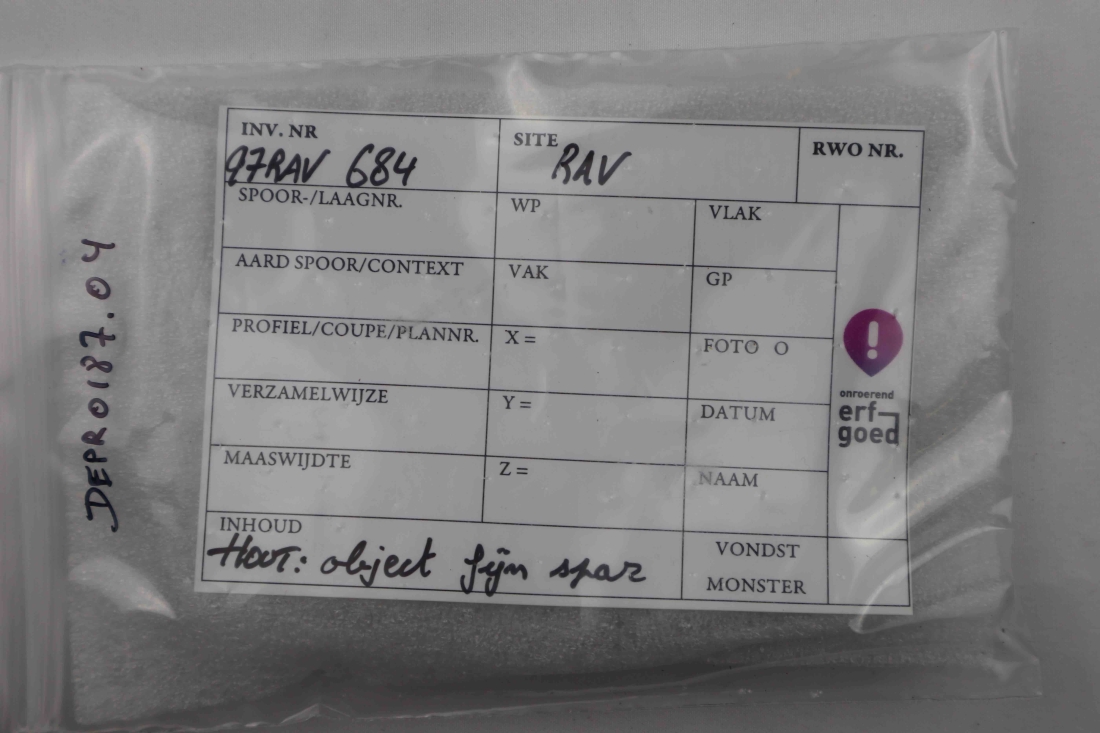 INV. NR
97RAV 684
SITE
RAV
RWO NR.
SPOOR-/LAAGNR.
WP
VLAK
AARD SPOOR/CONTEXT
VAK
GP
PROFIEL/COUPE/PLANNR.
X =
FOTO O O
VERZAMELWIJZE
Y =
DATUM
MAASWIJDTE
Z =
NAAM
INHOUD
HOUT: object fijn spar
VONDST
MONSTER
onroerend
erf-
goed
DEPRO187.04